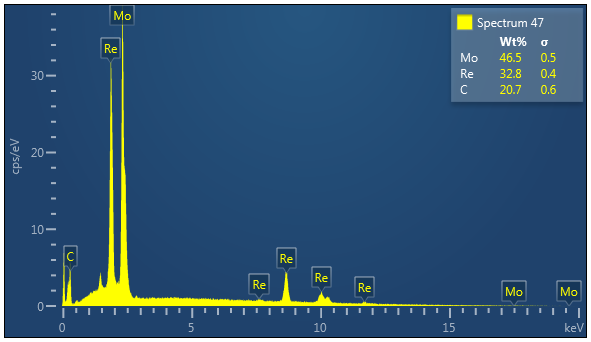 Spectrum 47
Wt% σ
Mo 46.5 0.5
Re 32.8 0.4
C 20.7 0.6
Mo
Re
C
Re
Re
Re
Re
Mo
Mo
cps/eV
30
20
10
0
0 5 10 15 keV